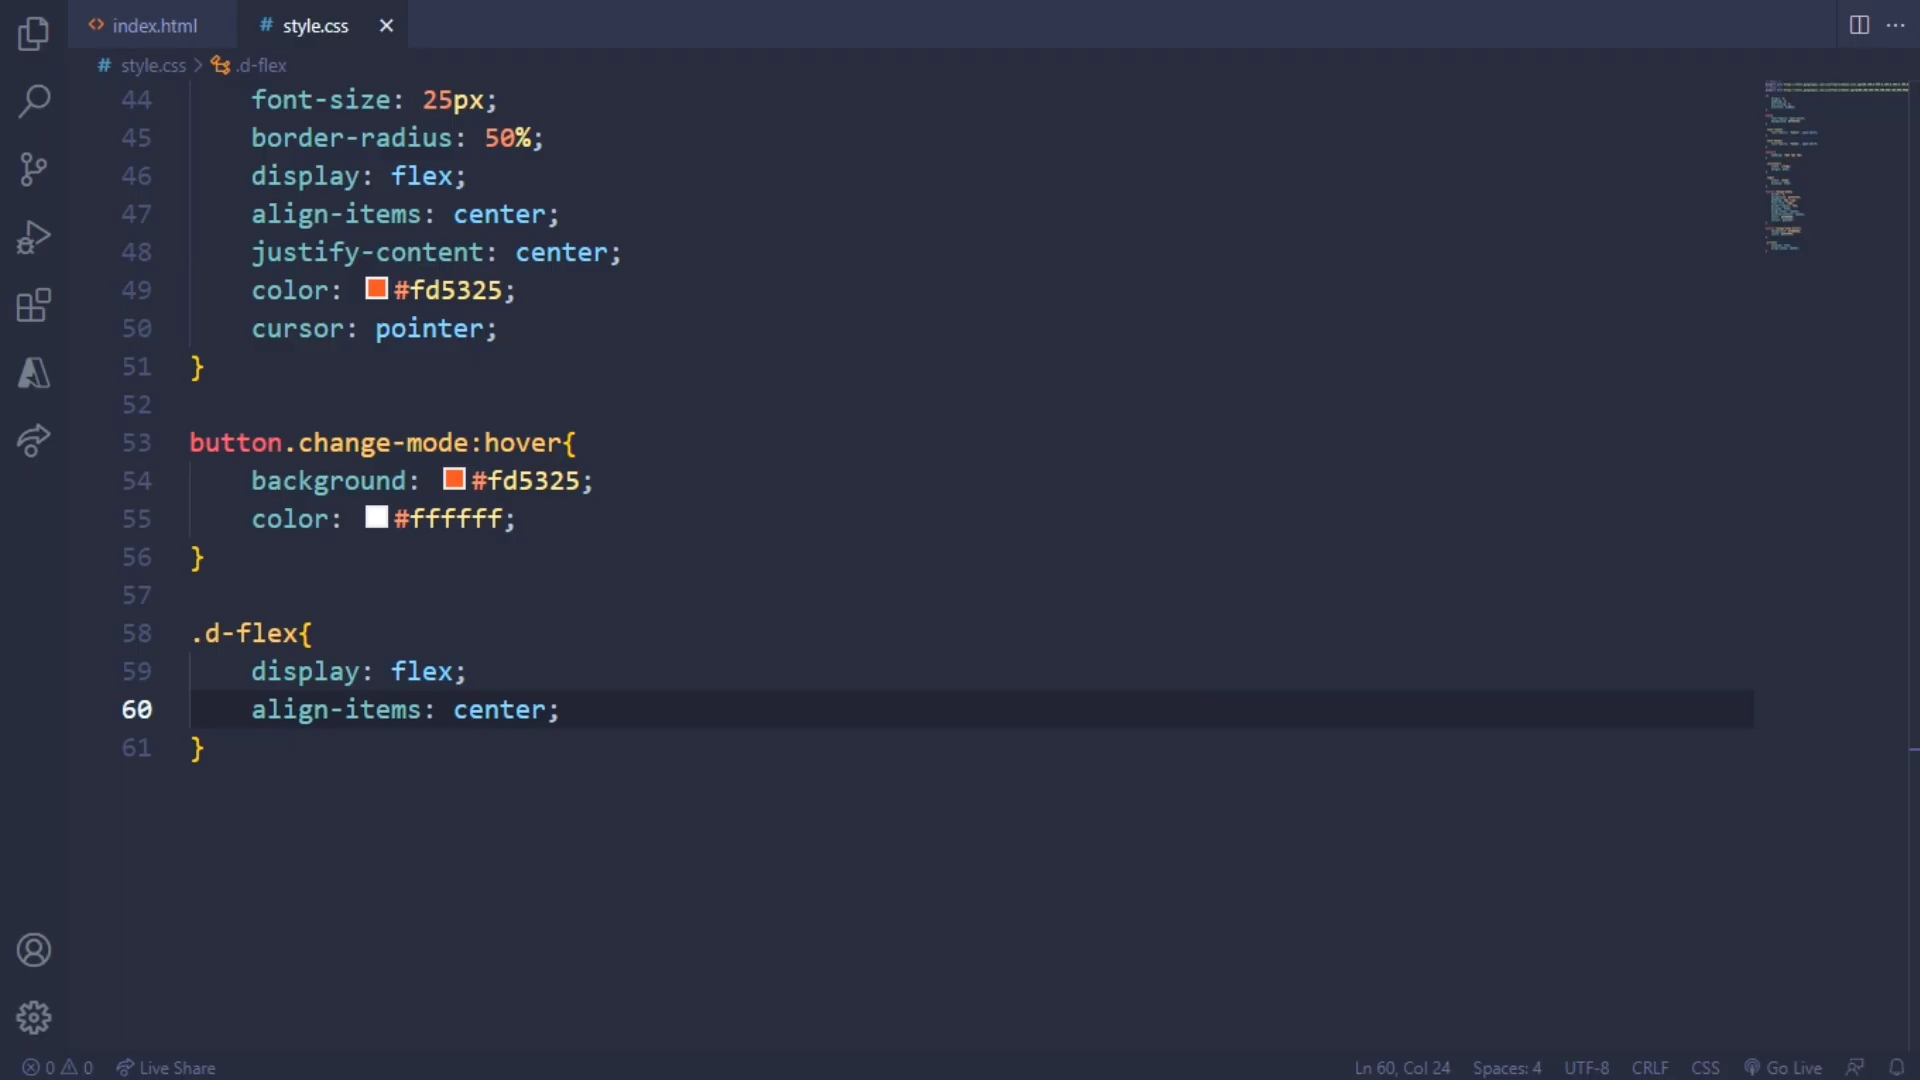 index.html
style.css
style.css > .d-flex
44 font-size: 25px;
45 border-radius: 50%;
46 display: flex;
47 align-items: center;
48 justify-content: center;
49 color: #fd5325;
50 cursor: pointer;
51 }
52
53 button.change-mode:hover{
54 background: #fd5325;
55 color: #ffffff;
56 }
57
58 .d-flex{
59 display: flex;
60 align-items: center;
61 }
0 0 Live Share Ln 60, Col 24 Spaces: 4 UTF-8 CRLF CSS Go Live